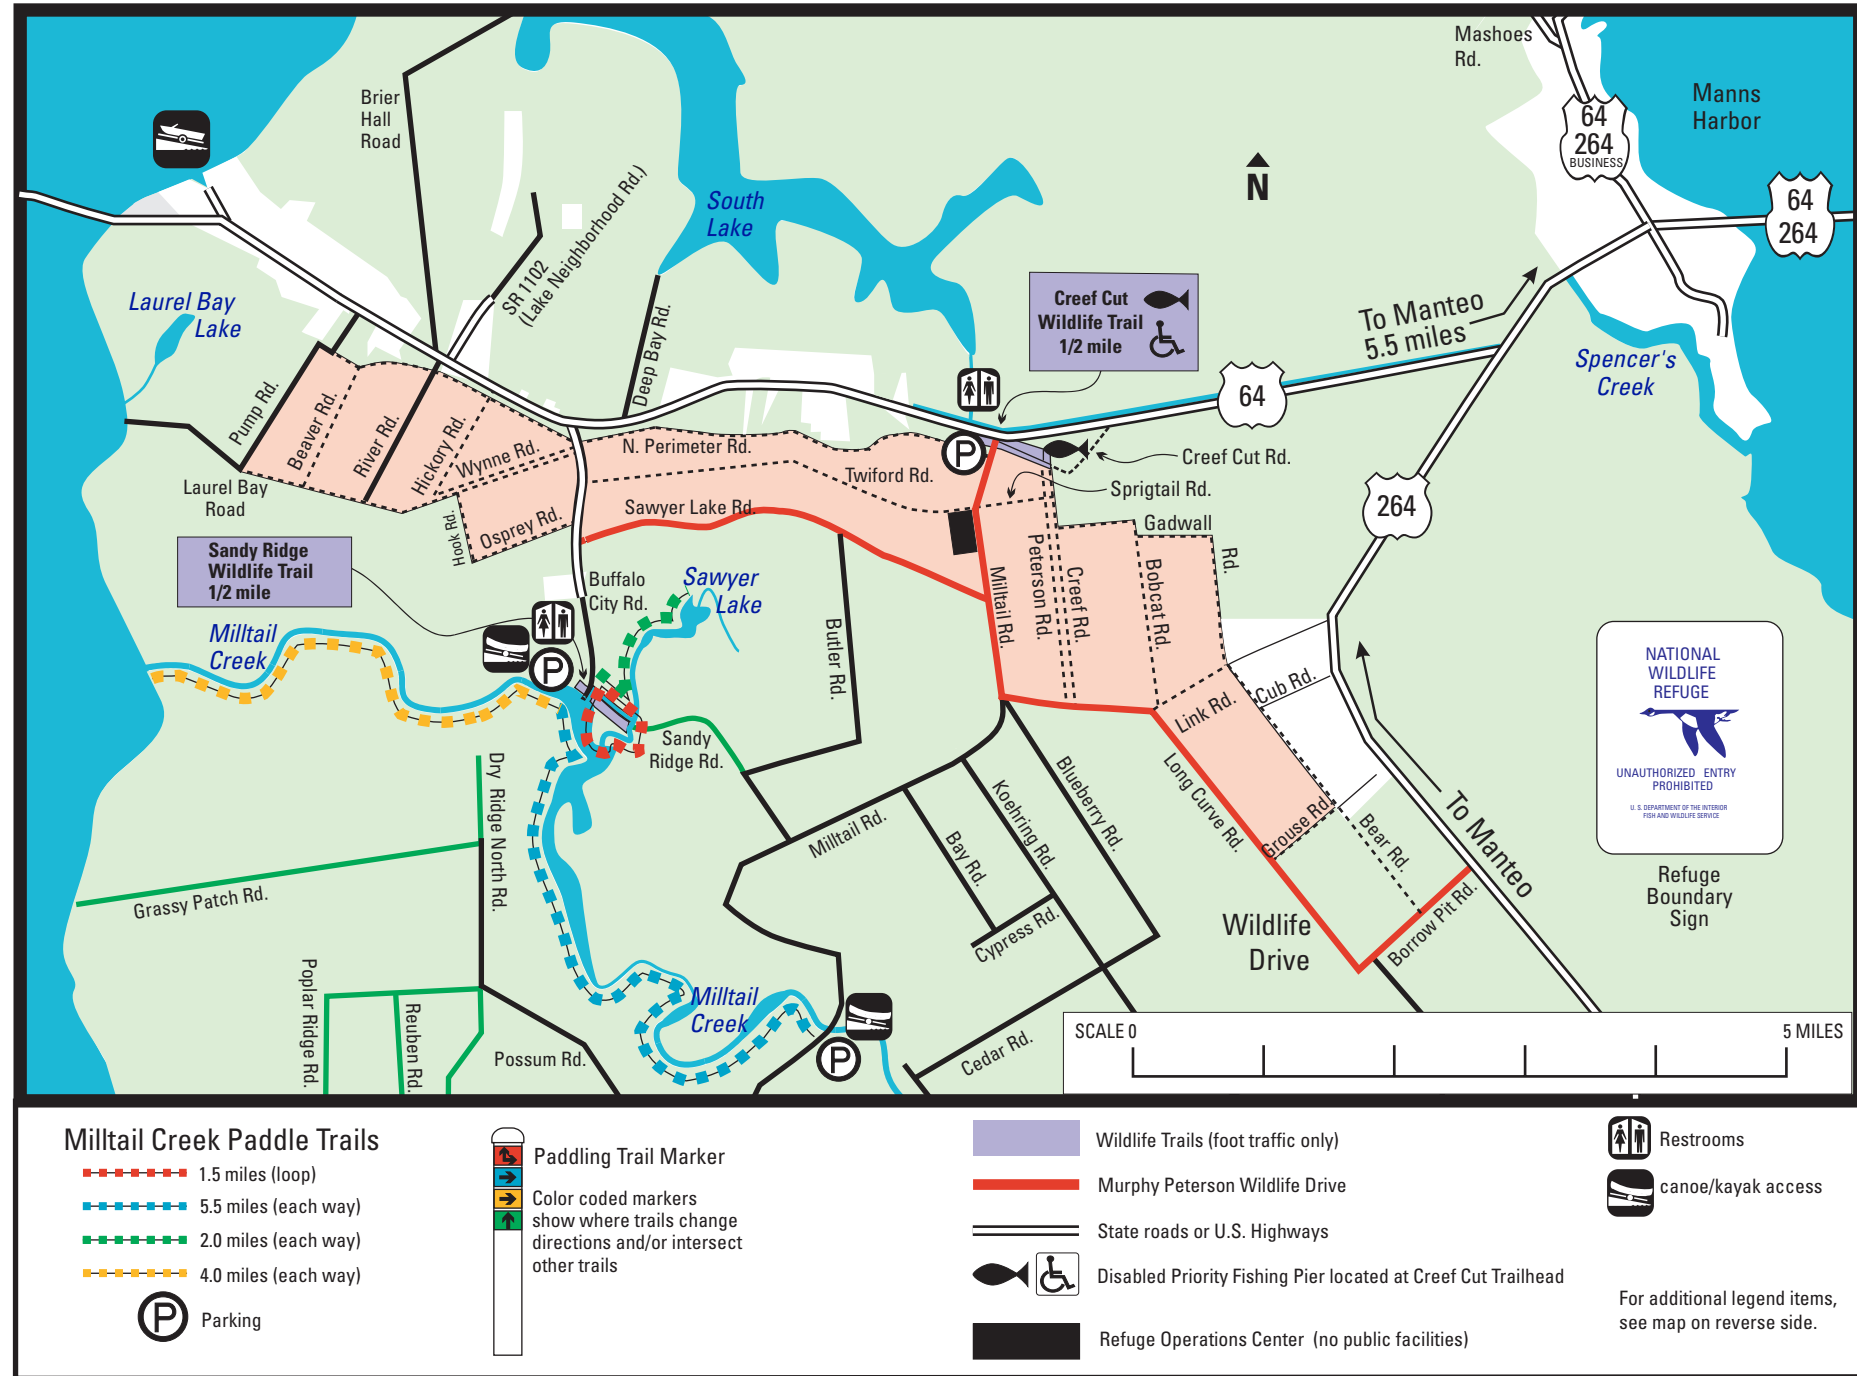 Mashoes
Rd.
Manns
Harbor
64
264
BUSINESS
64
264
Brier
Hall
Road
N
South
Lake
SR 1102
(Lake Neighborhood Rd.)
Laurel Bay
Lake
Creef Cut
Wildlife Trail
1/2 mile
To Manteo
5.5 miles
Spencer's
Creek
Deep Bay Rd.
64
Pump Rd.
Beaver Rd.
River Rd.
Hickory Rd.
Wynne Rd.
N. Perimeter Rd.
Twiford Rd.
P
Creef Cut Rd.
Sprigtail Rd.
Laurel Bay
Road
Hook Rd.
Osprey Rd.
Sawyer Lake Rd.
Gadwall
Rd.
264
Sandy Ridge
Wildlife Trail
1/2 mile
Buffalo
City Rd.
Sawyer
Lake
Milltail Rd.
Peterson Rd.
Creef Rd.
Bobcat Rd.
Butler Rd.
Milltail
Creek
P
Link Rd.
Cub Rd.
NATIONAL
WILDLIFE
REFUGE
UNAUTHORIZED ENTRY
PROHIBITED
U. S. DEPARTMENT OF THE INTERIOR
FISH AND WILDLIFE SERVICE
Refuge
Boundary
Sign
Sandy
Ridge Rd.
Dry Ridge North Rd.
Milltail Rd.
Bay Rd.
Koehring Rd.
Blueberry Rd.
Long Curve Rd.
Grouse Rd.
Bear Rd.
To Manteo
Grassy Patch Rd.
Cypress Rd.
Wildlife
Drive
Borrow Pit Rd.
Poplar Ridge Rd.
Reuben Rd.
Possum Rd.
Milltail
Creek
P
Cedar Rd.
SCALE 0
5 MILES
Milltail Creek Paddle Trails
1.5 miles (loop)
5.5 miles (each way)
2.0 miles (each way)
4.0 miles (each way)
P
Parking
Paddling Trail Marker
Color coded markers
show where trails change
directions and/or intersect
other trails
Wildlife Trails (foot traffic only)
Murphy Peterson Wildlife Drive
State roads or U.S. Highways
Disabled Priority Fishing Pier located at Creef Cut Trailhead
Refuge Operations Center (no public facilities)
Restrooms
canoe/kayak access
For additional legend items,
see map on reverse side.